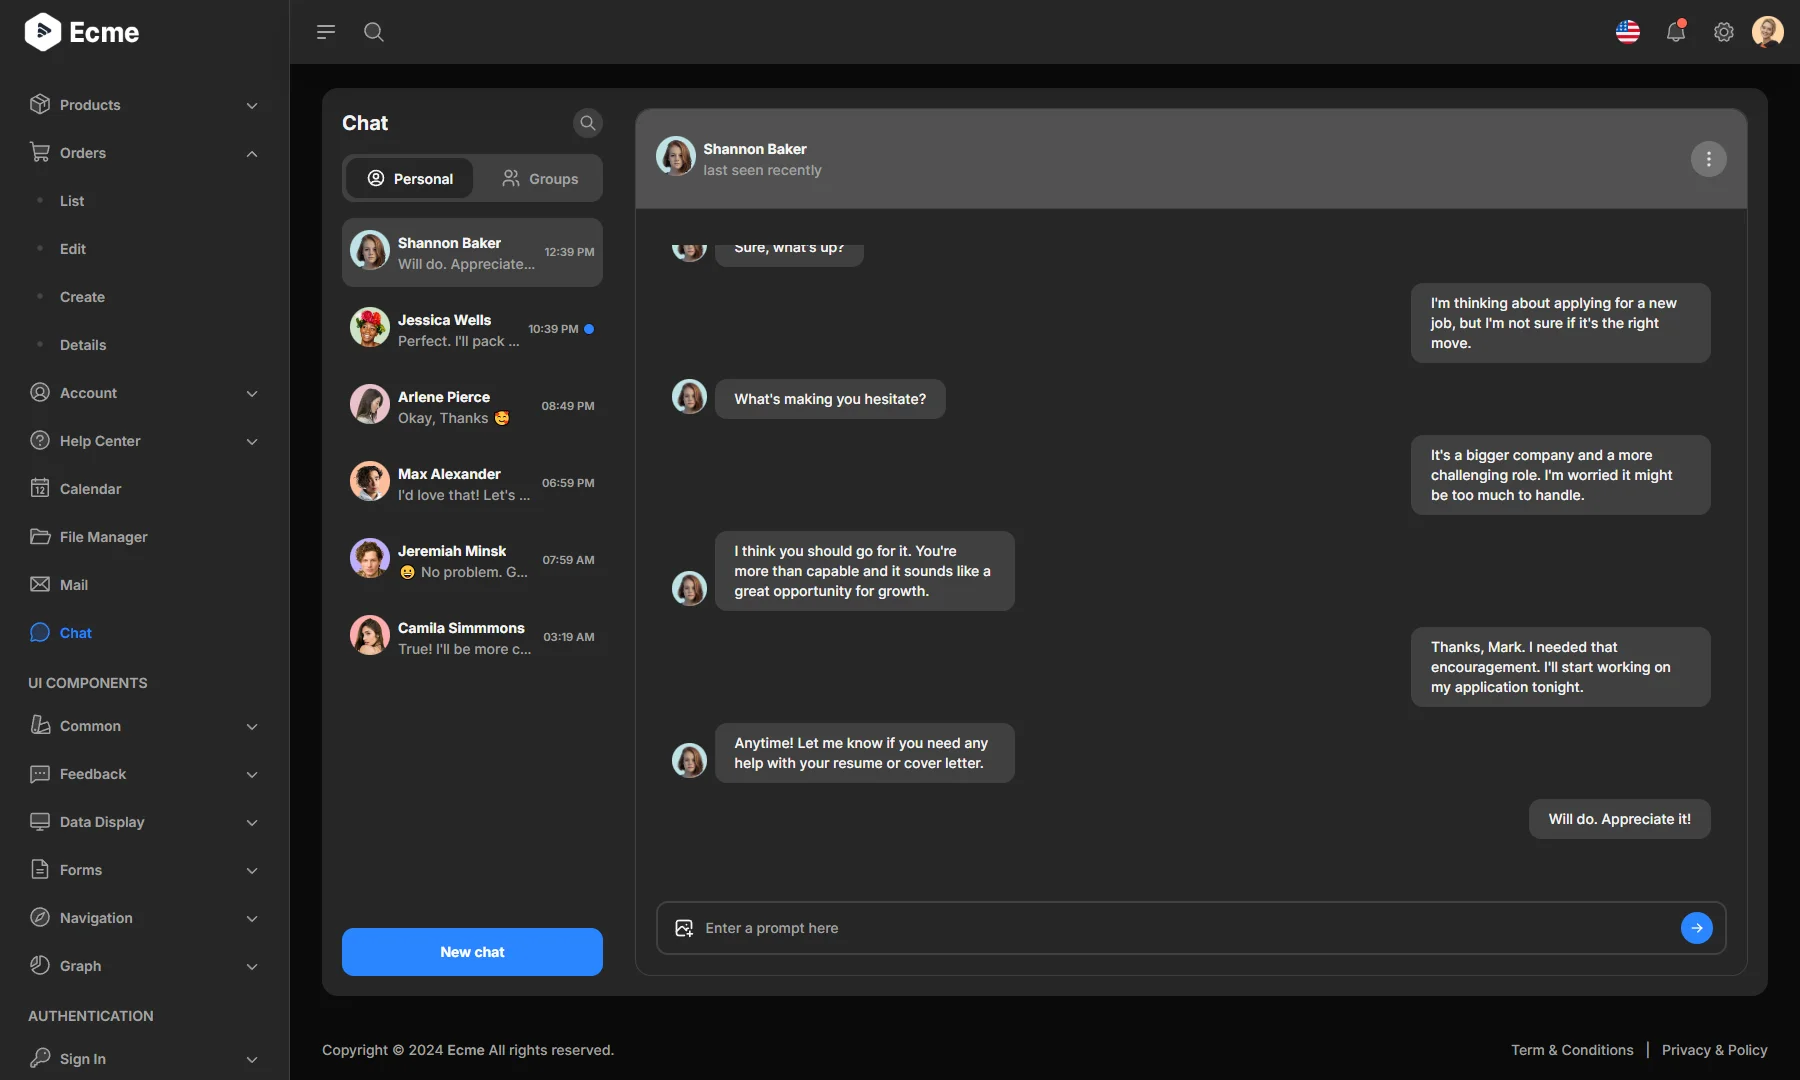 Ecme
Products
Orders
List
Edit
Create
Details
Account
Help Center
12
Calendar
File Manager
Mail
Chat
UI COMPONENTS
Common
Feedback
Data Display
Forms
Navigation
Graph
AUTHENTICATION
Sign In
Chat
Personal
Groups
Shannon Baker
12:39 PM
Will do. Appreciate...
Jessica Wells
10:39 PM
Perfect. I'll pack ...
Arlene Pierce
08:49 PM
Okay, Thanks 🥰
Max Alexander
06:59 PM
I'd love that! Let's ...
Jeremiah Minsk
07:59 AM
😀 No problem. G...
Camila Simmmons
03:19 AM
True! I'll be more c...
New chat
Shannon Baker
last seen recently
Sure, what's up?
I'm thinking about applying for a new
job, but I'm not sure if it's the right
move.
What's making you hesitate?
It's a bigger company and a more
challenging role. I'm worried it might
be too much to handle.
I think you should go for it. You're
more than capable and it sounds like a
great opportunity for growth.
Thanks, Mark. I needed that
encouragement. I'll start working on
my application tonight.
Anytime! Let me know if you need any
help with your resume or cover letter.
Will do. Appreciate it!
Enter a prompt here
Copyright © 2024 Ecme All rights reserved.
Term & Conditions | Privacy & Policy